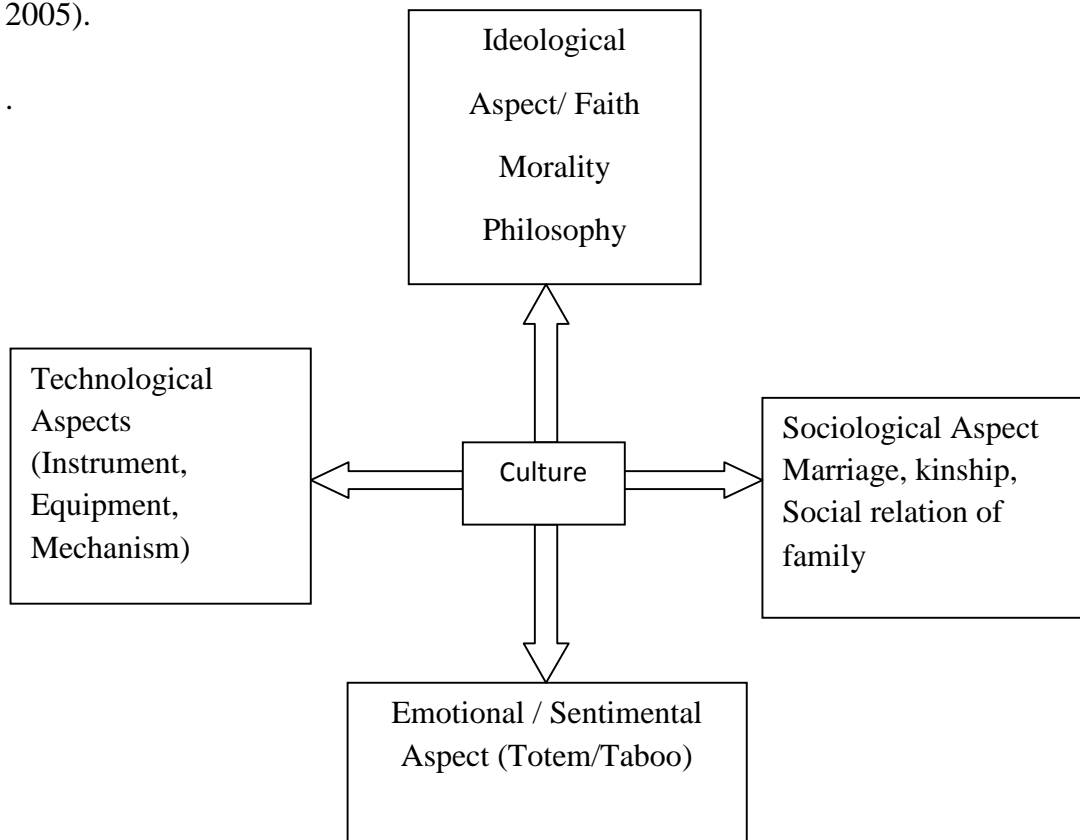 2005).
.
Ideological
Aspect/ Faith
Morality
Philosophy
Technological
Aspects
(Instrument,
Equipment,
Mechanism)
Culture
Sociological Aspect
Marriage, kinship,
Social relation of
family
Emotional / Sentimental
Aspect (Totem/Taboo)